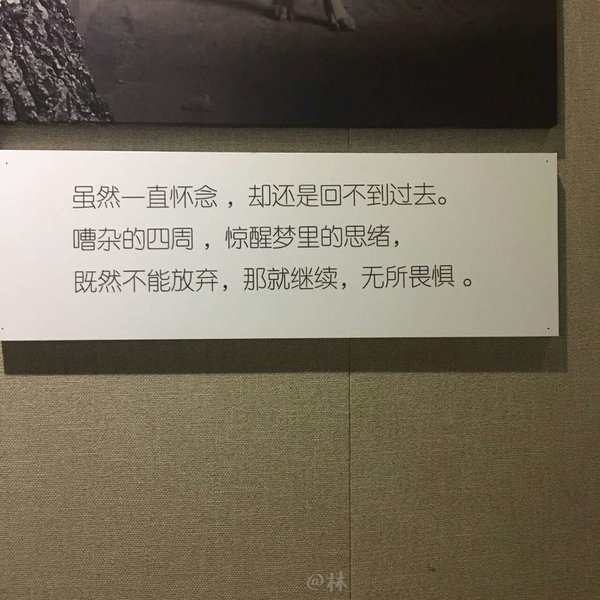 虽然一直怀念，却还是回不到过去。
嘈杂的四周，惊醒梦里的思绪，
既然不能放弃，那就继续，无所畏惧。
@林